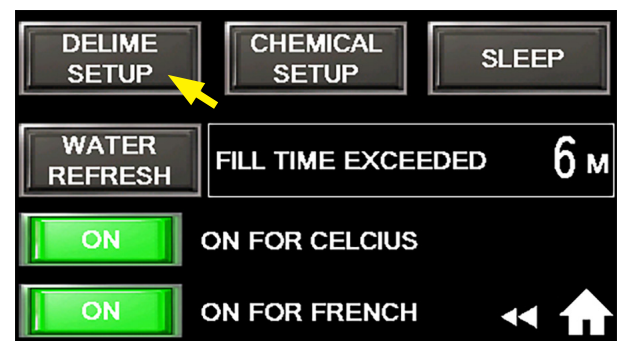 DELIME
SETUP
CHEMICAL
SETUP
SLEEP
WATER
REFRESH
FILL TIME EXCEEDED 6 M
ON ON FOR CELCIUS
ON ON FOR FRENCH